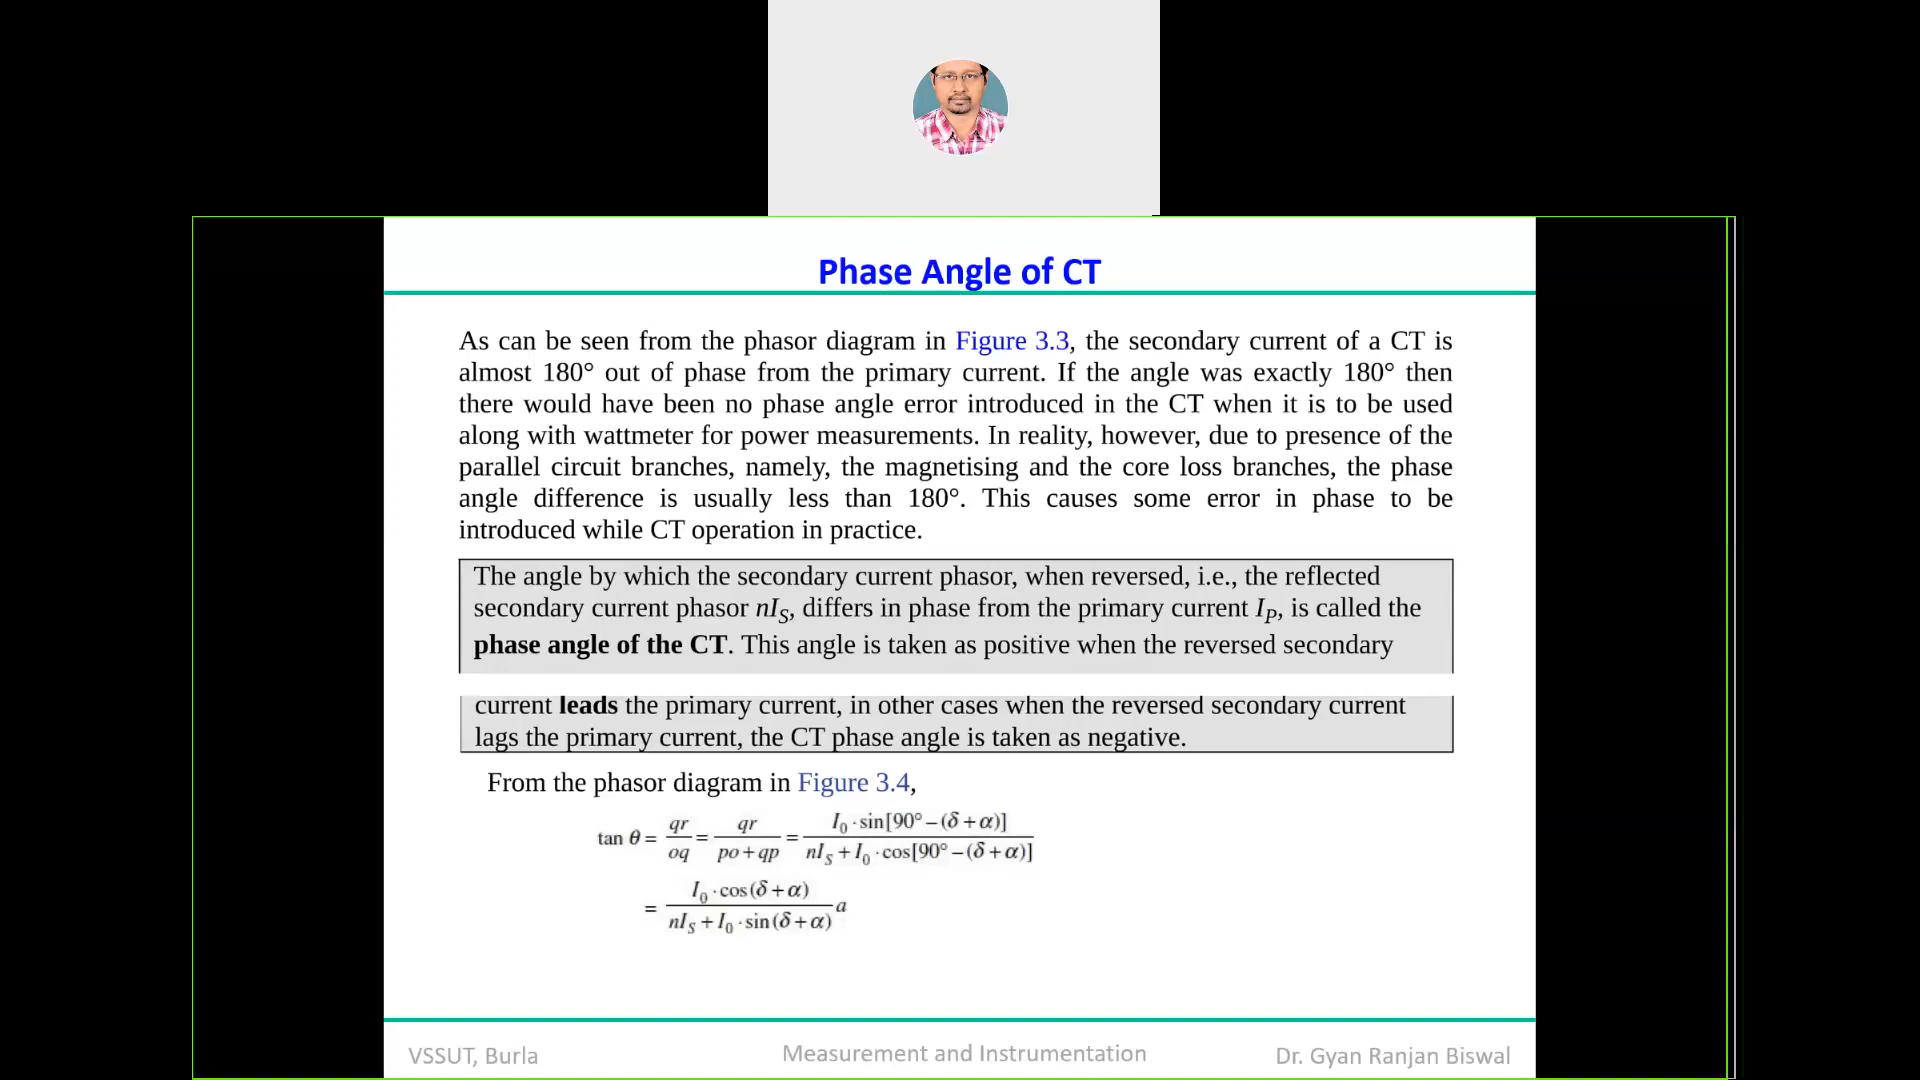 Phase Angle of CT
As can be seen from the phasor diagram in Figure 3.3, the secondary current of a CT is
almost 180° out of phase from the primary current. If the angle was exactly 180° then
there would have been no phase angle error introduced in the CT when it is to be used
along with wattmeter for power measurements. In reality, however, due to presence of the
parallel circuit branches, namely, the magnetising and the core loss branches, the phase
angle difference is usually less than 180°. This causes some error in phase to be
introduced while CT operation in practice.
The angle by which the secondary current phasor, when reversed, i.e., the reflected
secondary current phasor nI_S, differs in phase from the primary current I_P, is called the
phase angle of the CT. This angle is taken as positive when the reversed secondary
current leads the primary current, in other cases when the reversed secondary current
lags the primary current, the CT phase angle is taken as negative.
From the phasor diagram in Figure 3.4,
tan θ = qr/oq = qr/(po + qp) = I_0 · sin[90° – (δ + α)] / nI_S + I_0 · cos[90° – (δ + α)]
= I_0 · cos(δ + α) / nI_S + I_0 · sin(δ + α) a
VSSUT, Burla
Measurement and Instrumentation
Dr. Gyan Ranjan Biswal